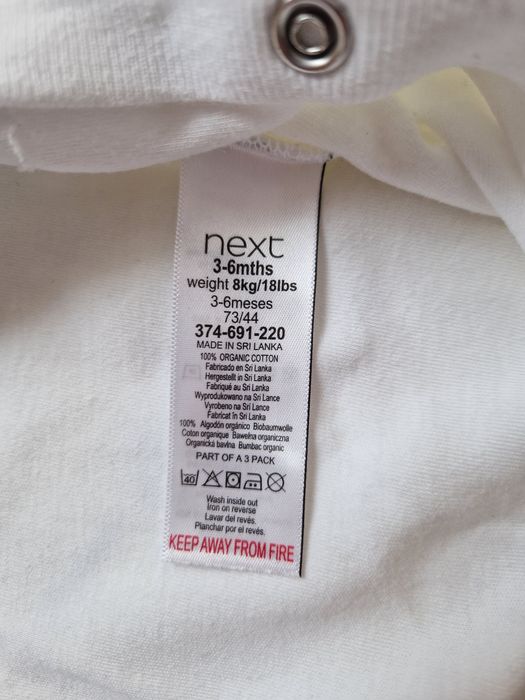 next
3-6mths
weight 8kg/18lbs
3-6meses
73/44
374-691-220
MADE IN SRI LANKA
100% ORGANIC COTTON
Fabricado en Sri Lanka
Hergestellt in Sri Lanka
Fabriqué au Sri Lanka
Wyprodukowano na Sri Lance
Vyrobeno na Sri Lance
Fabricat în Sri Lanka
100% Algodón orgánico Biobaumwolle
Coton organique Bawełna organiczna
Organická bavlna Bumbac organic
PART OF A 3 PACK
40
Wash inside out
Iron on reverse
Lavar del revés.
Planchar por el revés.
KEEP AWAY FROM FIRE